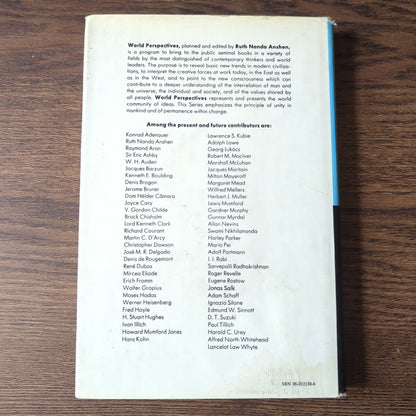 World Perspectives, planned and edited by Ruth Nanda Anshen,
is a program to bring to the public seminal books in a variety of
fields by the most distinguished of contemporary thinkers and world
leaders. The purpose is to reveal basic new trends in modern civiliza-
tions, to interpret the creative forces at work today, in the East as well
as in the West, and to point to the new consciousness which can
contribute to a deeper understanding of the interrelation of man and
the universe, the individual and society, and of the values shared by
all people. World Perspectives represents and presents the world
community of ideas. This Series emphasizes the principle of unity in
mankind and of permanence within change.
Among the present and future contributors are:
Konrad Adenauer
Ruth Nanda Anshen
Raymond Aron
Sir Eric Ashby
W. H. Auden
Jacques Barzun
Kenneth E. Boulding
Denis Brogan
Jerome Bruner
Dom Hélder Câmara
Joyce Cary
V. Gordon Childe
Brock Chisholm
Lord Kenneth Clark
Richard Courant
Martin C. D'Arcy
Christopher Dawson
José M. R. Delgado
Denis de Rougemont
René Dubos
Mircea Eliade
Erich Fromm
Walter Gropius
Moses Hadas
Werner Heisenberg
Fred Hoyle
H. Stuart Hughes
Ivan Illich
Howard Mumford Jones
Hans Kohn
Lawrence S. Kubie
Adolph Lowe
Georg Lukács
Robert M. MacIver
Marshall McLuhan
Jacques Maritain
Milton Mayeroff
Margaret Mead
Wilfred Mellers
Herbert J. Muller
Lewis Mumford
Gardner Murphy
Gunnar Myrdal
Allan Nevins
Swami Nikhilananda
Harley Parker
Mario Pei
Adolf Portmann
I. I. Rabi
Sarvepalli Radhakrishnan
Roger Revelle
Eugene Rostow
Jonas Salk
Adam Schaff
Ignazio Silone
Edmund W. Sinnott
D. T. Suzuki
Paul Tillich
Harold C. Urey
Alfred North Whitehead
Lancelot Law Whyte